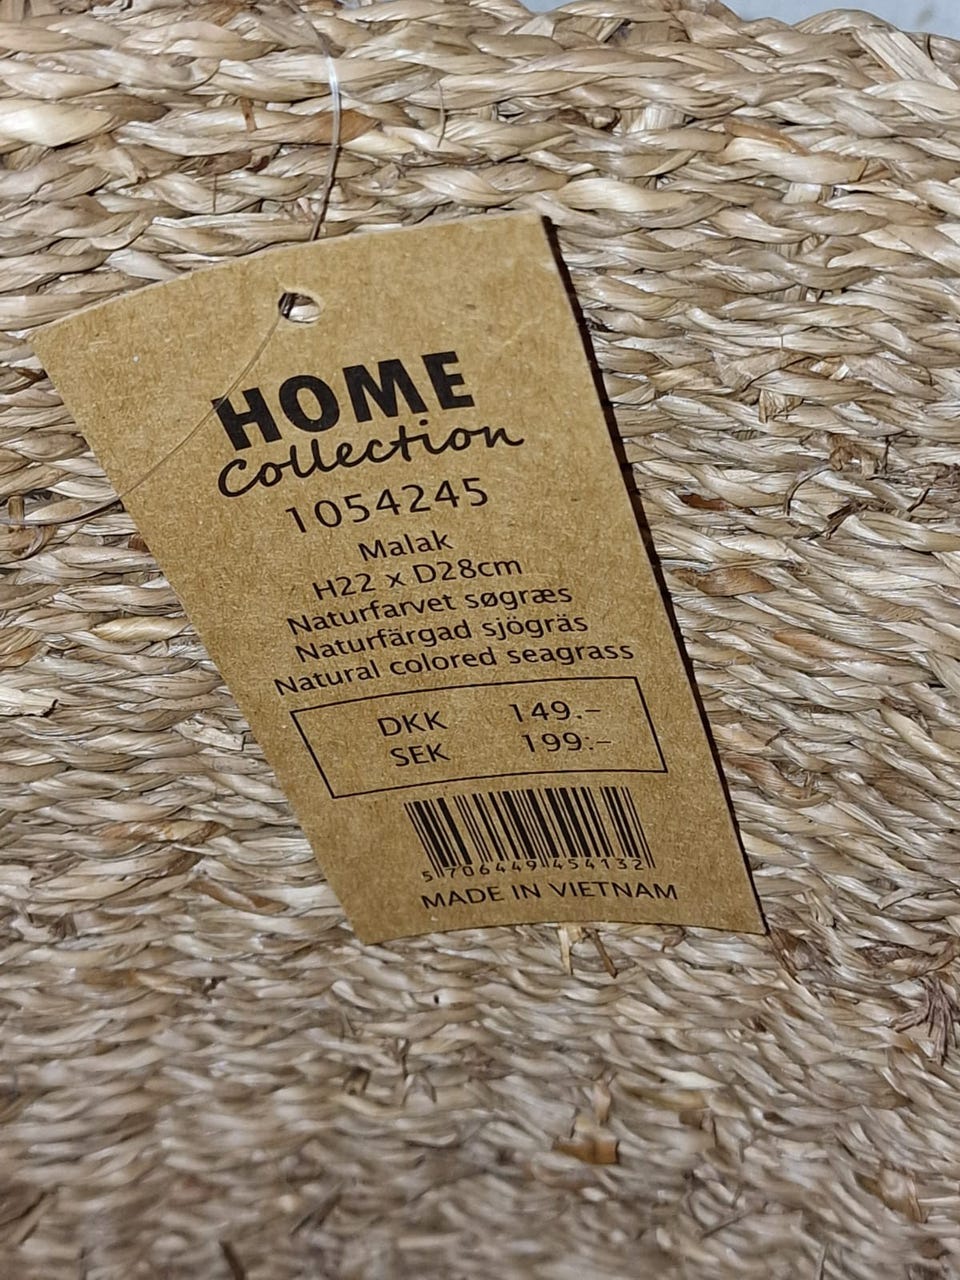 HOME
Collection
1054245
Malak
H22 x D28cm
Naturfarvet søgræs
Naturfärgad sjögräs
Natural colored seagrass
DKK 149.–
SEK 199:–
5 706449 454132
MADE IN VIETNAM